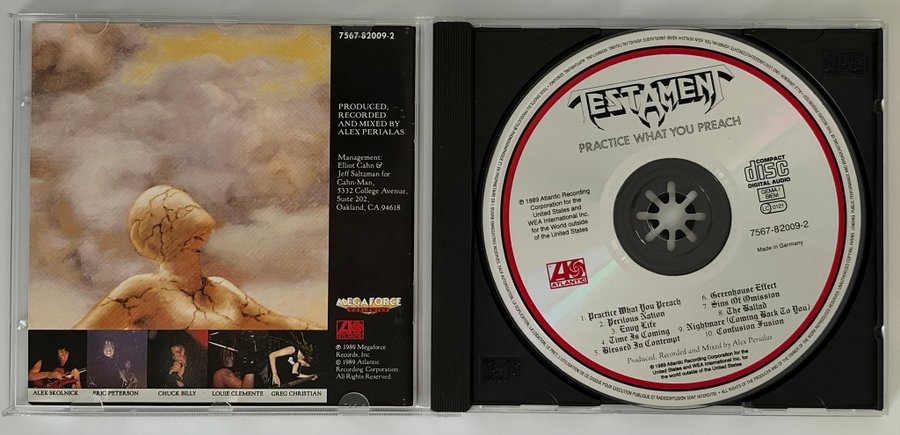 7567-82009-2
PRODUCED,
RECORDED
AND MIXED BY
ALEX PERIALAS
Management:
Elliot Cahn &
Jeff Saltzman for
Cahn-Man,
5332 College Avenue,
Suite 202,
Oakland, CA 94618
MEGAFORCE
ATLANTIC
℗ 1989 Megaforce
Records, Inc.
© 1989 Atlantic
Recording Corporation.
All Rights Reserved.
ALEX SKOLNICK
ERIC PETERSON
CHUCK BILLY
LOUIE CLEMENTE
GREG CHRISTIAN
TESTAMENT
PRACTICE WHAT YOU PREACH
COMPACT
disc
DIGITAL AUDIO
GEMA/
BIEM
LC 0121
7567-82009-2
Made in Germany
℗ 1989 Atlantic Recording
Corporation for the
United States and
WEA International Inc.
for the World outside
of the United States
ATLANTIC
1. Practice What You Preach
2. Perilous Nation
3. Envy Life
4. Time Is Coming
5. Blessed In Contempt
6. Greenhouse Effect
7. Sins Of Omission
8. The Ballad
9. Nightmare (Coming Back To You)
10. Confusion Fusion
Produced, Recorded and Mixed by Alex Perialas
© 1989 Atlantic Recording Corporation for the
United States and WEA International Inc. for
the world outside of the United States